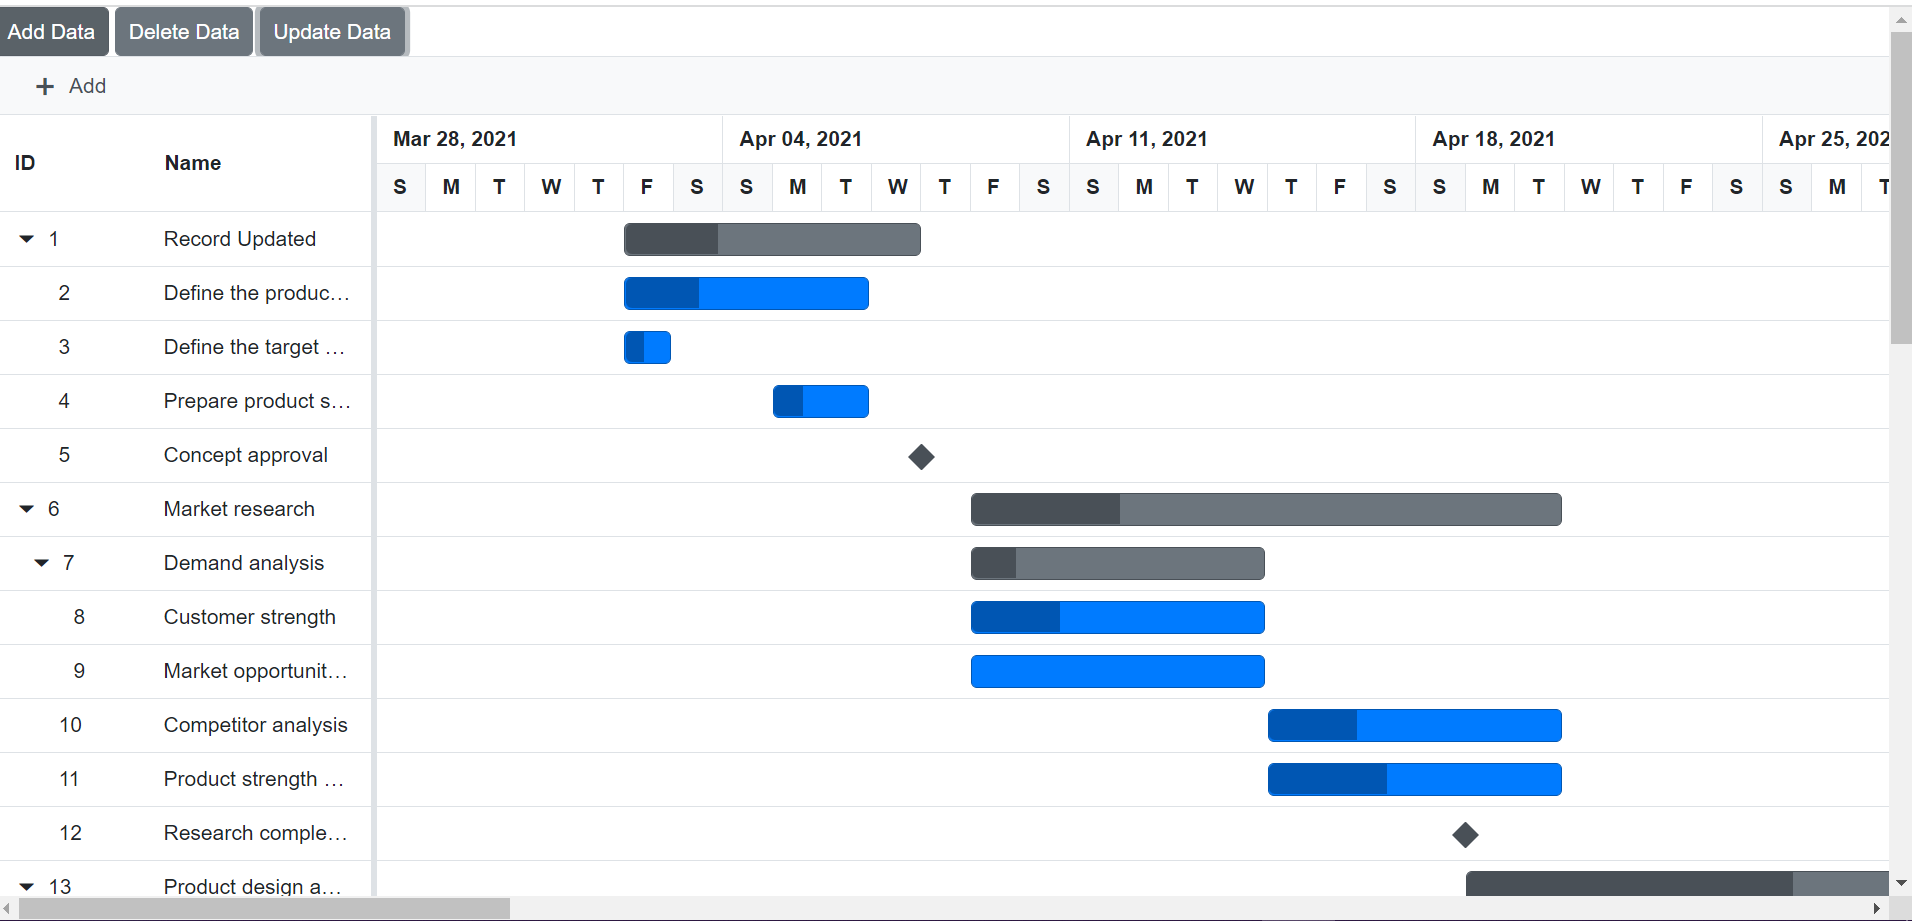 Add Data Delete Data Update Data
+ Add
ID Name Mar 28, 2021 Apr 04, 2021 Apr 11, 2021 Apr 18, 2021 Apr 25, 202
S M T W T F S S M T W T F S S M T W T F S S M T W T F S S M T
1 Record Updated
2 Define the produc...
3 Define the target ...
4 Prepare product s...
5 Concept approval
6 Market research
7 Demand analysis
8 Customer strength
9 Market opportunit...
10 Competitor analysis
11 Product strength ...
12 Research comple...
13 Product design a...